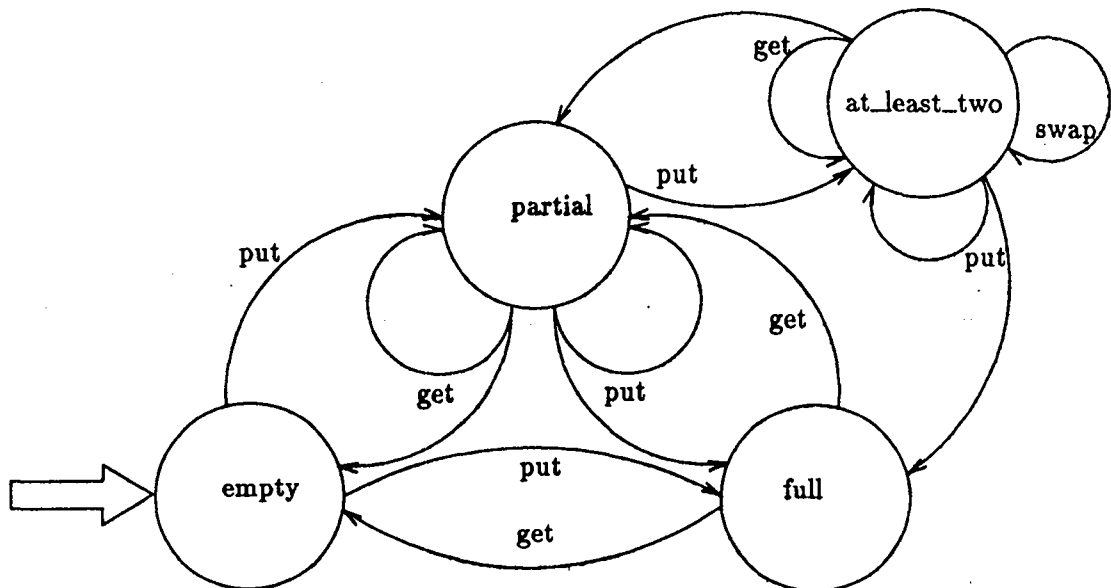 get
at_least_two
swap
put
partial
put
put
get
get
put
put
empty
full
get